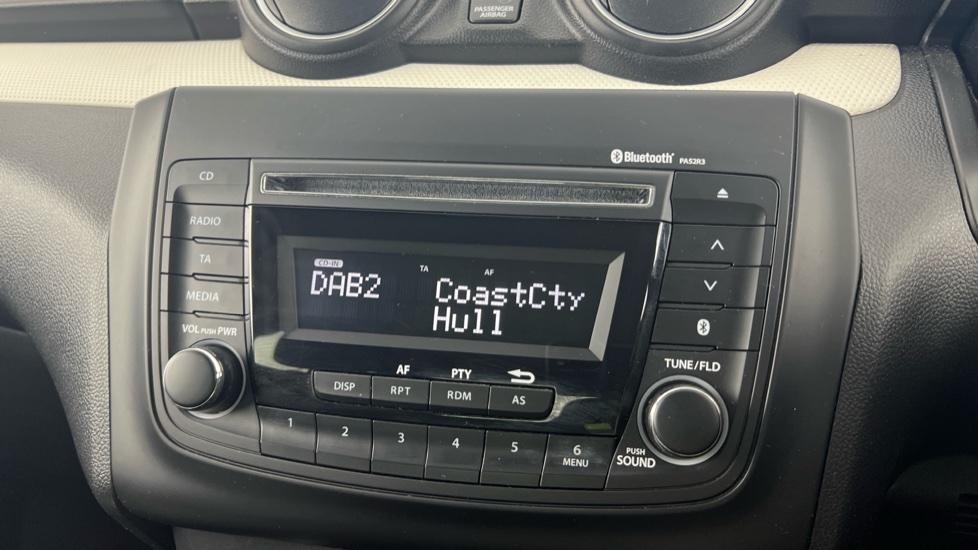 PASSENGER
AIRBAG
Bluetooth® PAS2R3
CD
RADIO
TA
MEDIA
VOL PUSH PWR
CD-IN
TA
AF
DAB2
CoastCty
Hull
TUNE/FLD
AF
PTY
DISP
RPT
RDM
AS
1
2
3
4
5
6
MENU
PUSH
SOUND